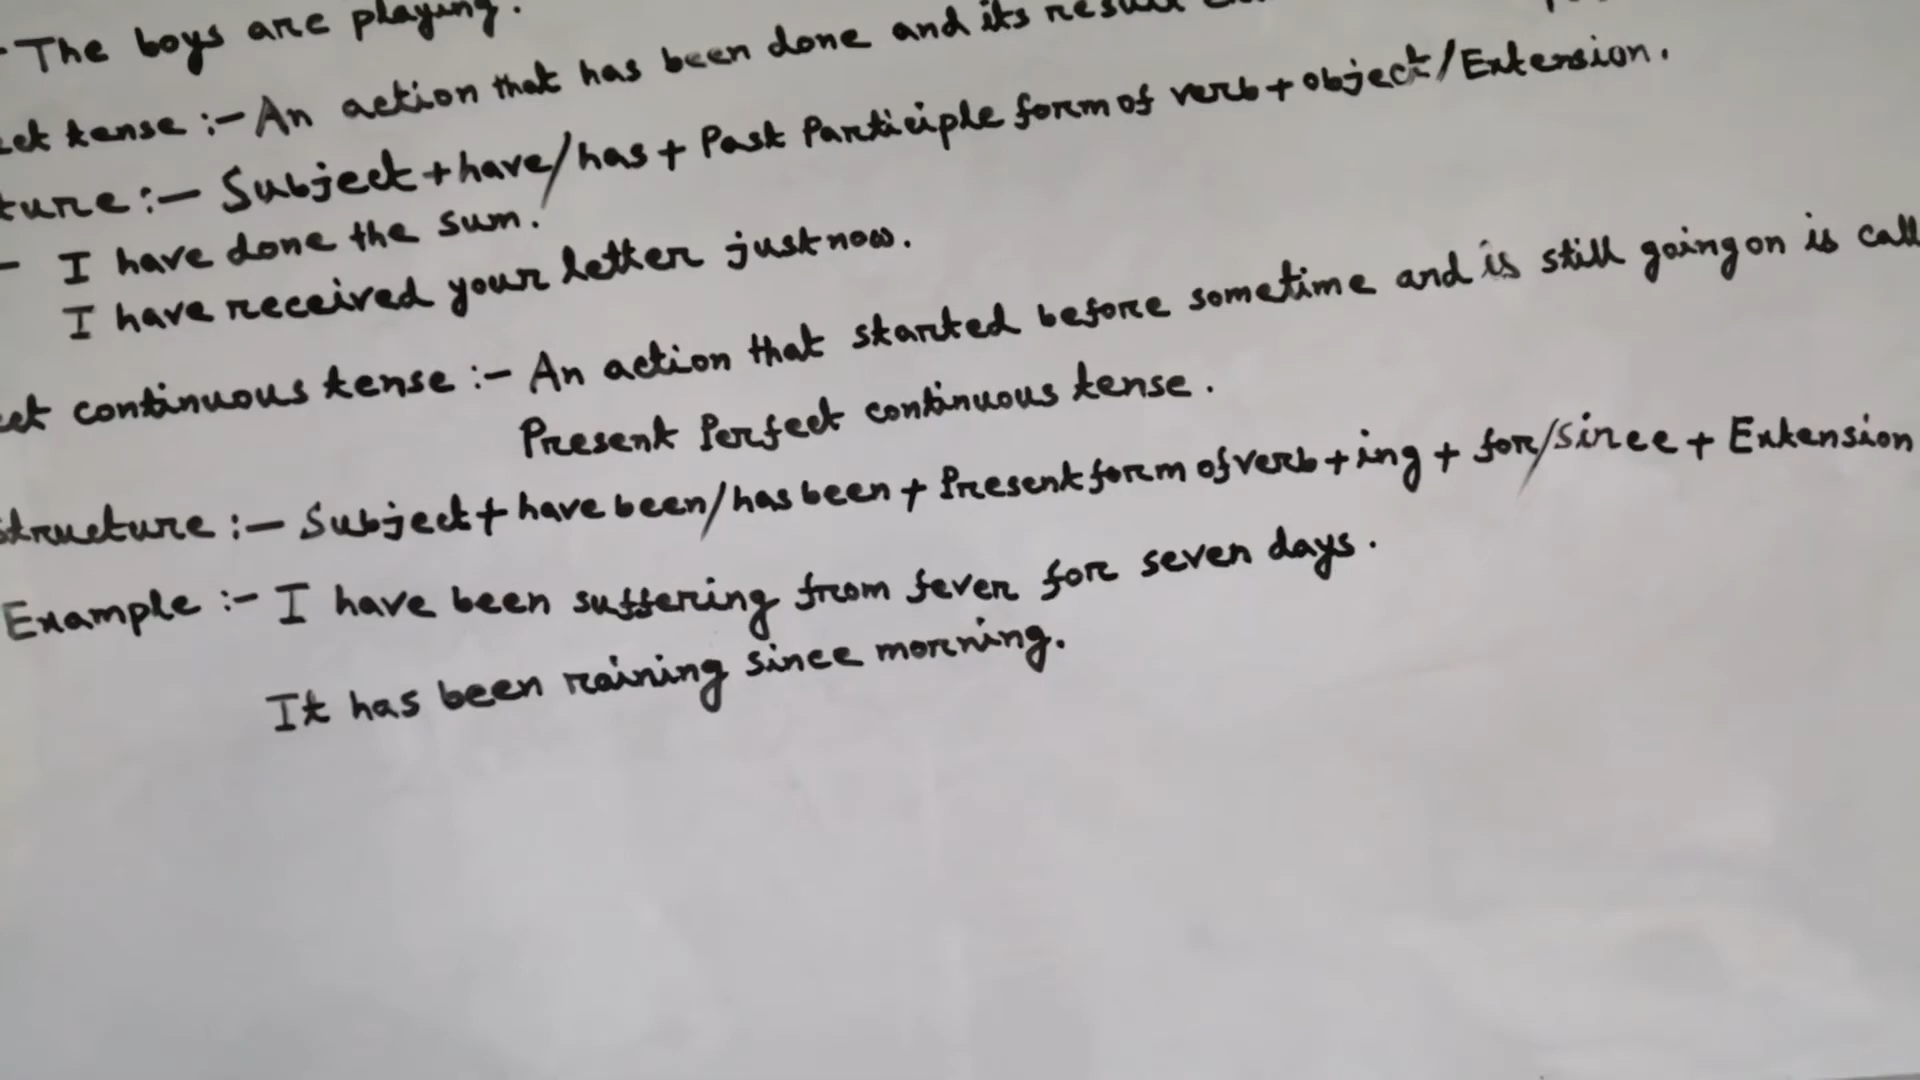 - The boys are playing.
tense :- An action that has been done and its result
:- Subject + have/has + Past Participle form of verb + object/Extension.
- I have done the sum.
I have received your letter just now.
continuous tense :- An action that started before sometime and is still going on is call
Present Perfect continuous tense.
structure :- Subject + have been/has been + Present form of verb + ing + for/since + Extension
Example :- I have been suffering from fever for seven days.
It has been raining since morning.